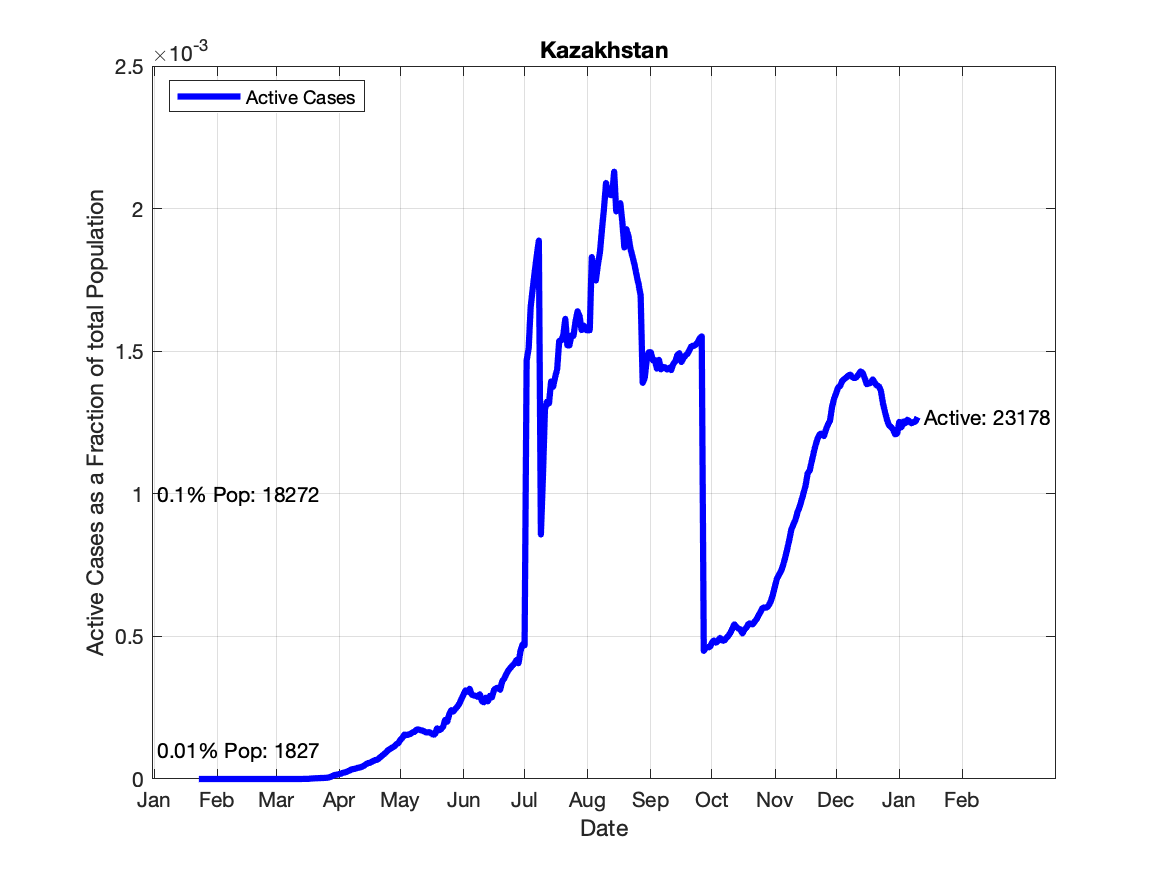 Kazakhstan
×10⁻³
2.5
Active Cases
2
1.5
Active: 23178
1
0.1% Pop: 18272
0.5
0.01% Pop: 1827
0
Jan Feb Mar Apr May Jun Jul Aug Sep Oct Nov Dec Jan Feb
Date
Active Cases as a Fraction of total Population